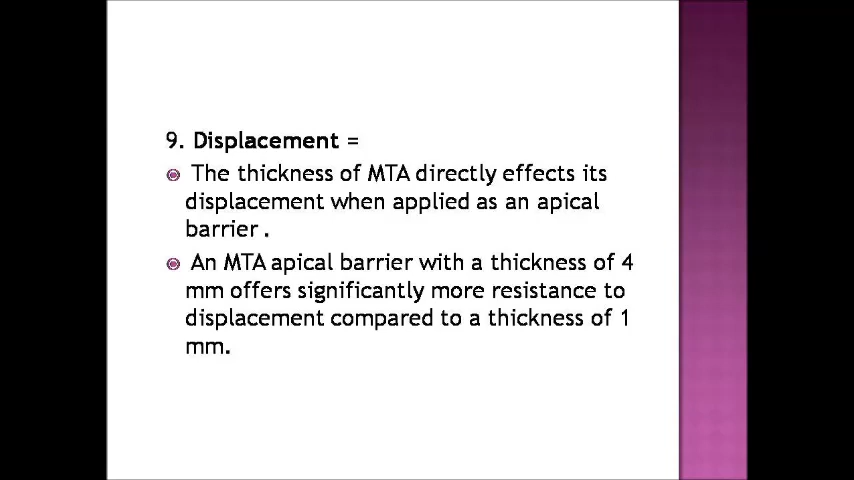 9. Displacement =
The thickness of MTA directly effects its
displacement when applied as an apical
barrier .
An MTA apical barrier with a thickness of 4
mm offers significantly more resistance to
displacement compared to a thickness of 1
mm.